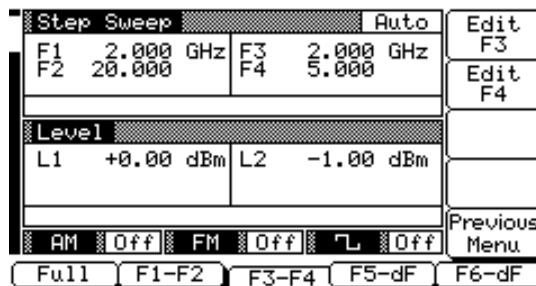 Step Sweep Auto
F1 2.000 GHz F3 2.000 GHz
F2 20.000 F4 5.000
Level
L1 +0.00 dBm L2 -1.00 dBm
AM Off FM Off Off
Edit F3
Edit F4
Previous Menu
Full F1-F2 F3-F4 F5-dF F6-dF